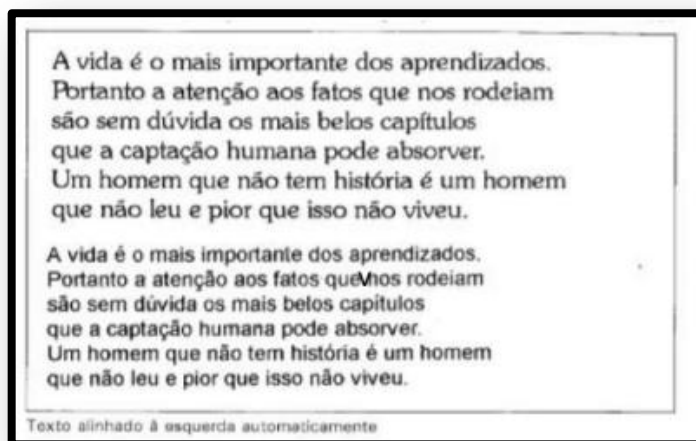 A vida é o mais importante dos aprendizados.
Portanto a atenção aos fatos que nos rodeiam
são sem dúvida os mais belos capítulos
que a captação humana pode absorver.
Um homem que não tem história é um homem
que não leu e pior que isso não viveu.
A vida é o mais importante dos aprendizados.
Portanto a atenção aos fatos que nos rodeiam
são sem dúvida os mais belos capítulos
que a captação humana pode absorver.
Um homem que não tem história é um homem
que não leu e pior que isso não viveu.
Texto alinhado à esquerda automaticamente